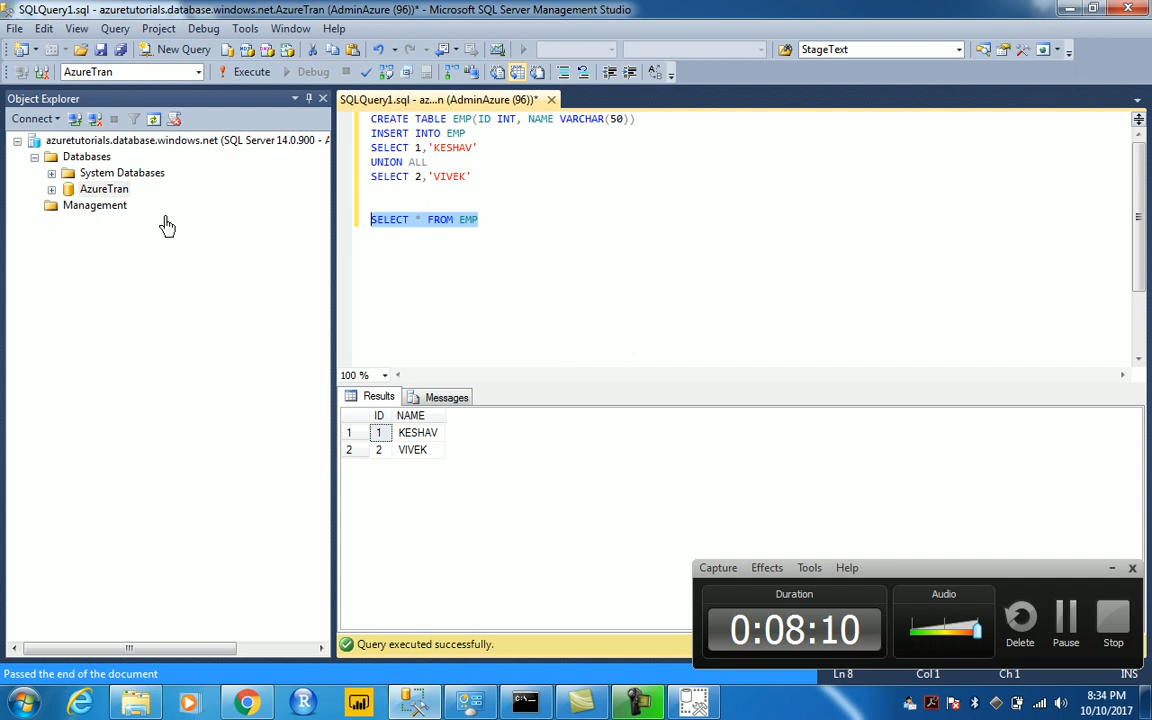 SQLQuery1.sql - azuretutorials.database.windows.net.AzureTran (AdminAzure (96))* - Microsoft SQL Server Management Studio
File Edit View Query Project Debug Tools Window Help
New Query StageText
AzureTran Execute Debug
Object Explorer
SQLQuery1.sql - az...n (AdminAzure (96))*
Connect
azuretutorials.database.windows.net (SQL Server 14.0.900 - A
Databases
System Databases
AzureTran
Management
CREATE TABLE EMP(ID INT, NAME VARCHAR(50))
INSERT INTO EMP
SELECT 1,'KESHAV'
UNION ALL
SELECT 2,'VIVEK'
SELECT * FROM EMP
100 %
Results Messages
ID NAME
1 1 KESHAV
2 2 VIVEK
Query executed successfully.
Capture Effects Tools Help
Duration Audio
0:08:10
Delete Pause Stop
Passed the end of the document Ln 8 Col 1 Ch 1 INS
8:34 PM
10/10/2017